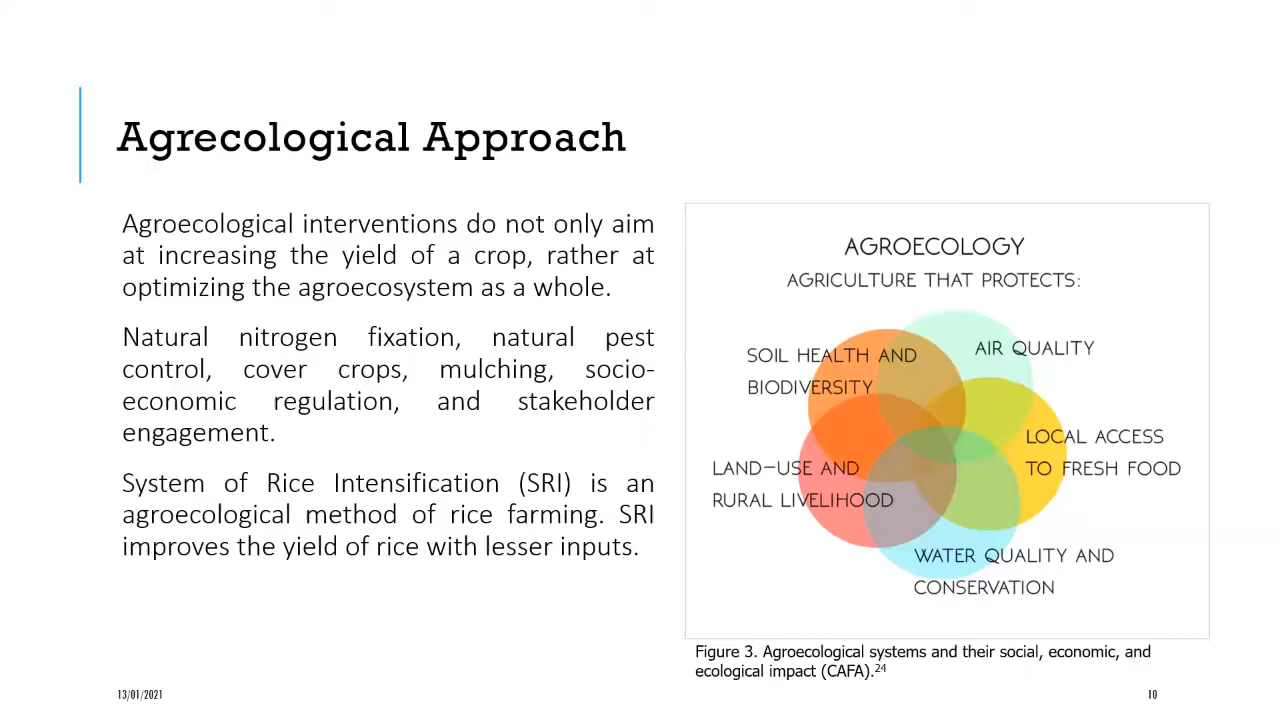 Agrecological Approach
Agroecological interventions do not only aim
at increasing the yield of a crop, rather at
optimizing the agroecosystem as a whole.
Natural nitrogen fixation, natural pest
control, cover crops, mulching, socio-
economic regulation, and stakeholder
engagement.
System of Rice Intensification (SRI) is an
agroecological method of rice farming. SRI
improves the yield of rice with lesser inputs.
AGROECOLOGY
AGRICULTURE THAT PROTECTS:
SOIL HEALTH AND
BIODIVERSITY
AIR QUALITY
LOCAL ACCESS
TO FRESH FOOD
LAND-USE AND
RURAL LIVELIHOOD
WATER QUALITY AND
CONSERVATION
Figure 3. Agroecological systems and their social, economic, and
ecological impact (CAFA).24
13/01/2021
10